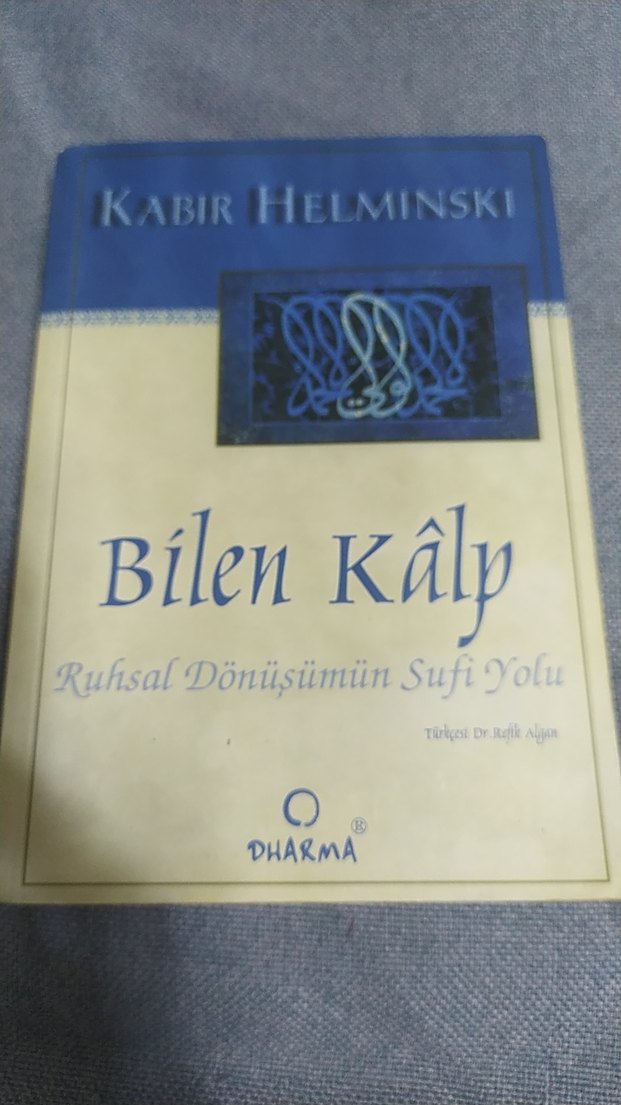 KABIR HELMINSKI
Bilen Kâlp
Ruhsal Dönüşümün Sufi Yolu
Türkçesi: Dr. Refik Algan
DHARMA ®